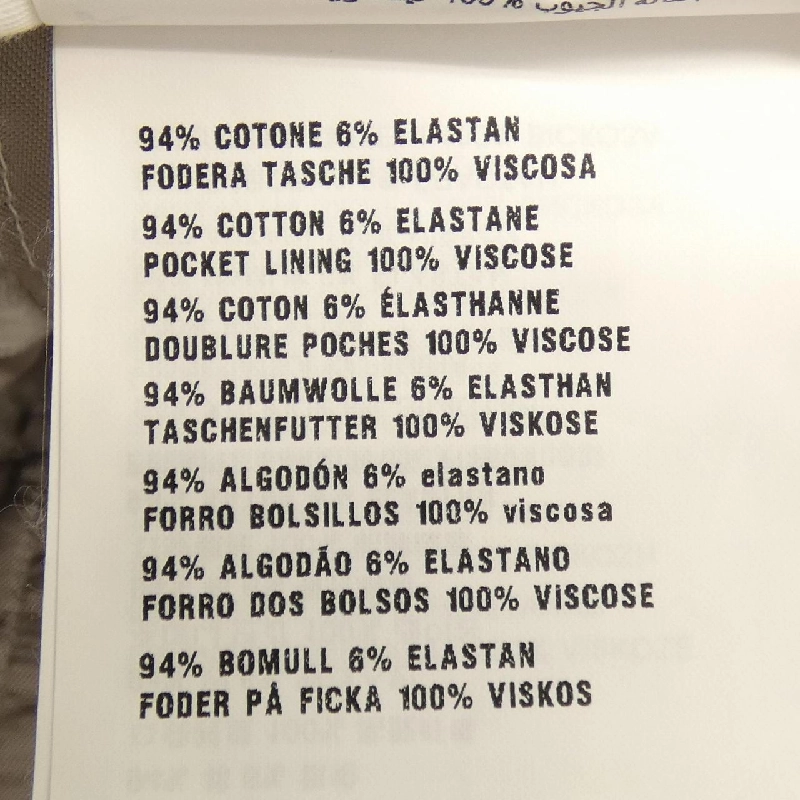 94% COTONE 6% ELASTAN
FODERA TASCHE 100% VISCOSA
94% COTTON 6% ELASTANE
POCKET LINING 100% VISCOSE
94% COTON 6% ÉLASTHANNE
DOUBLURE POCHES 100% VISCOSE
94% BAUMWOLLE 6% ELASTHAN
TASCHENFUTTER 100% VISKOSE
94% ALGODÓN 6% elastano
FORRO BOLSILLOS 100% viscosa
94% ALGODÃO 6% ELASTANO
FORRO DOS BOLSOS 100% VISCOSE
94% BOMULL 6% ELASTAN
FODER PÅ FICKA 100% VISKOS